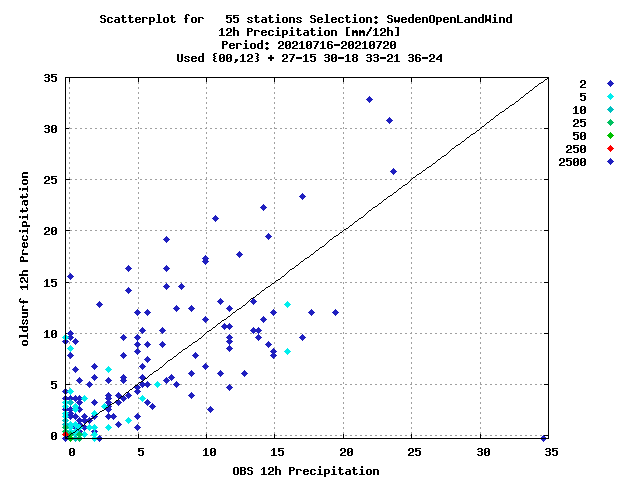 Scatterplot for   55 stations Selection: SwedenOpenLandWind
12h Precipitation [mm/12h]
Period: 20210716-20210720
Used {00,12} + 27-15 30-18 33-21 36-24
35
30
25
20
15
10
5
0
oldsurf 12h Precipitation
0 5 10 15 20 25 30 35
OBS 12h Precipitation
2
5
10
25
50
250
2500